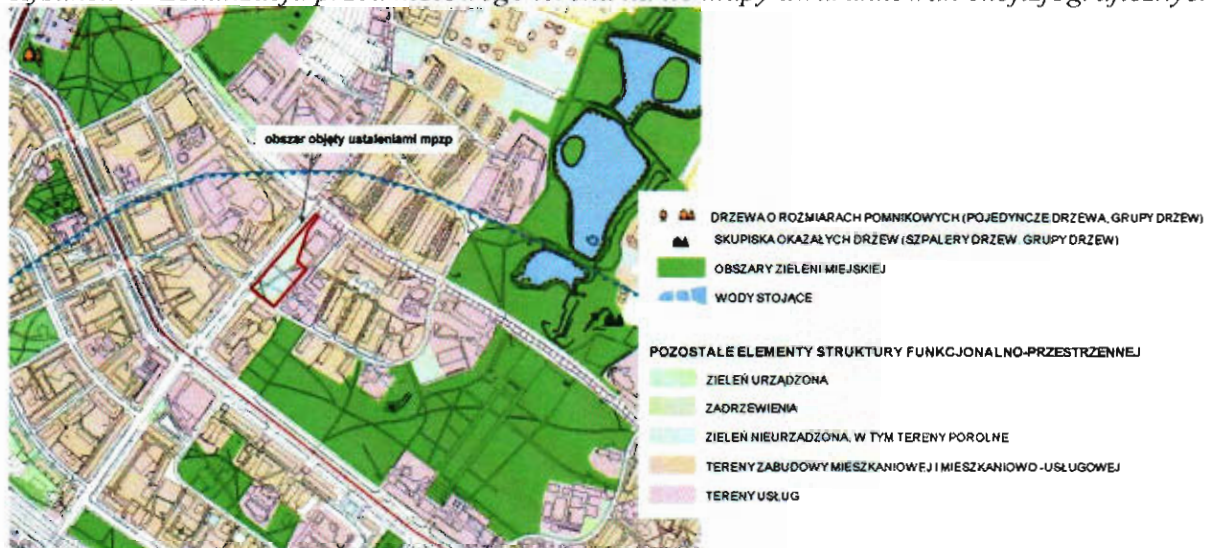 obszar objęty ustaleniami mpzp
DRZEWA O ROZMIARACH POMNIKOWYCH (POJEDYNCZE DRZEWA, GRUPY DRZEW)
SKUPISKA OKAZAŁYCH DRZEW (SZPALERY DRZEW, GRUPY DRZEW)
OBSZARY ZIELENI MIEJSKIEJ
WODY STOJĄCE
POZOSTAŁE ELEMENTY STRUKTURY FUNKCJONALNO-PRZESTRZENNEJ
ZIELEŃ URZĄDZONA
ZADRZEWIENIA
ZIELEŃ NIEURZĄDZONA, W TYM TERENY POROLNE
TERENY ZABUDOWY MIESZKANIOWEJ I MIESZKANIOWO-USŁUGOWEJ
TERENY USŁUG